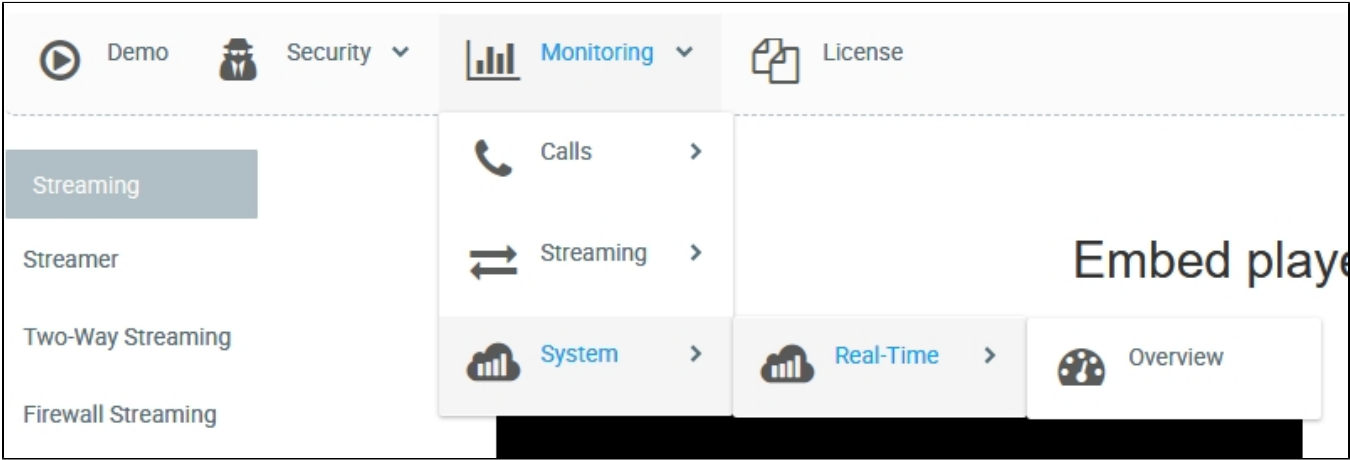 Demo Security Monitoring License
Calls
Streaming
Streaming
Embed playe
Streamer
Two-Way Streaming
System Real-Time Overview
Firewall Streaming